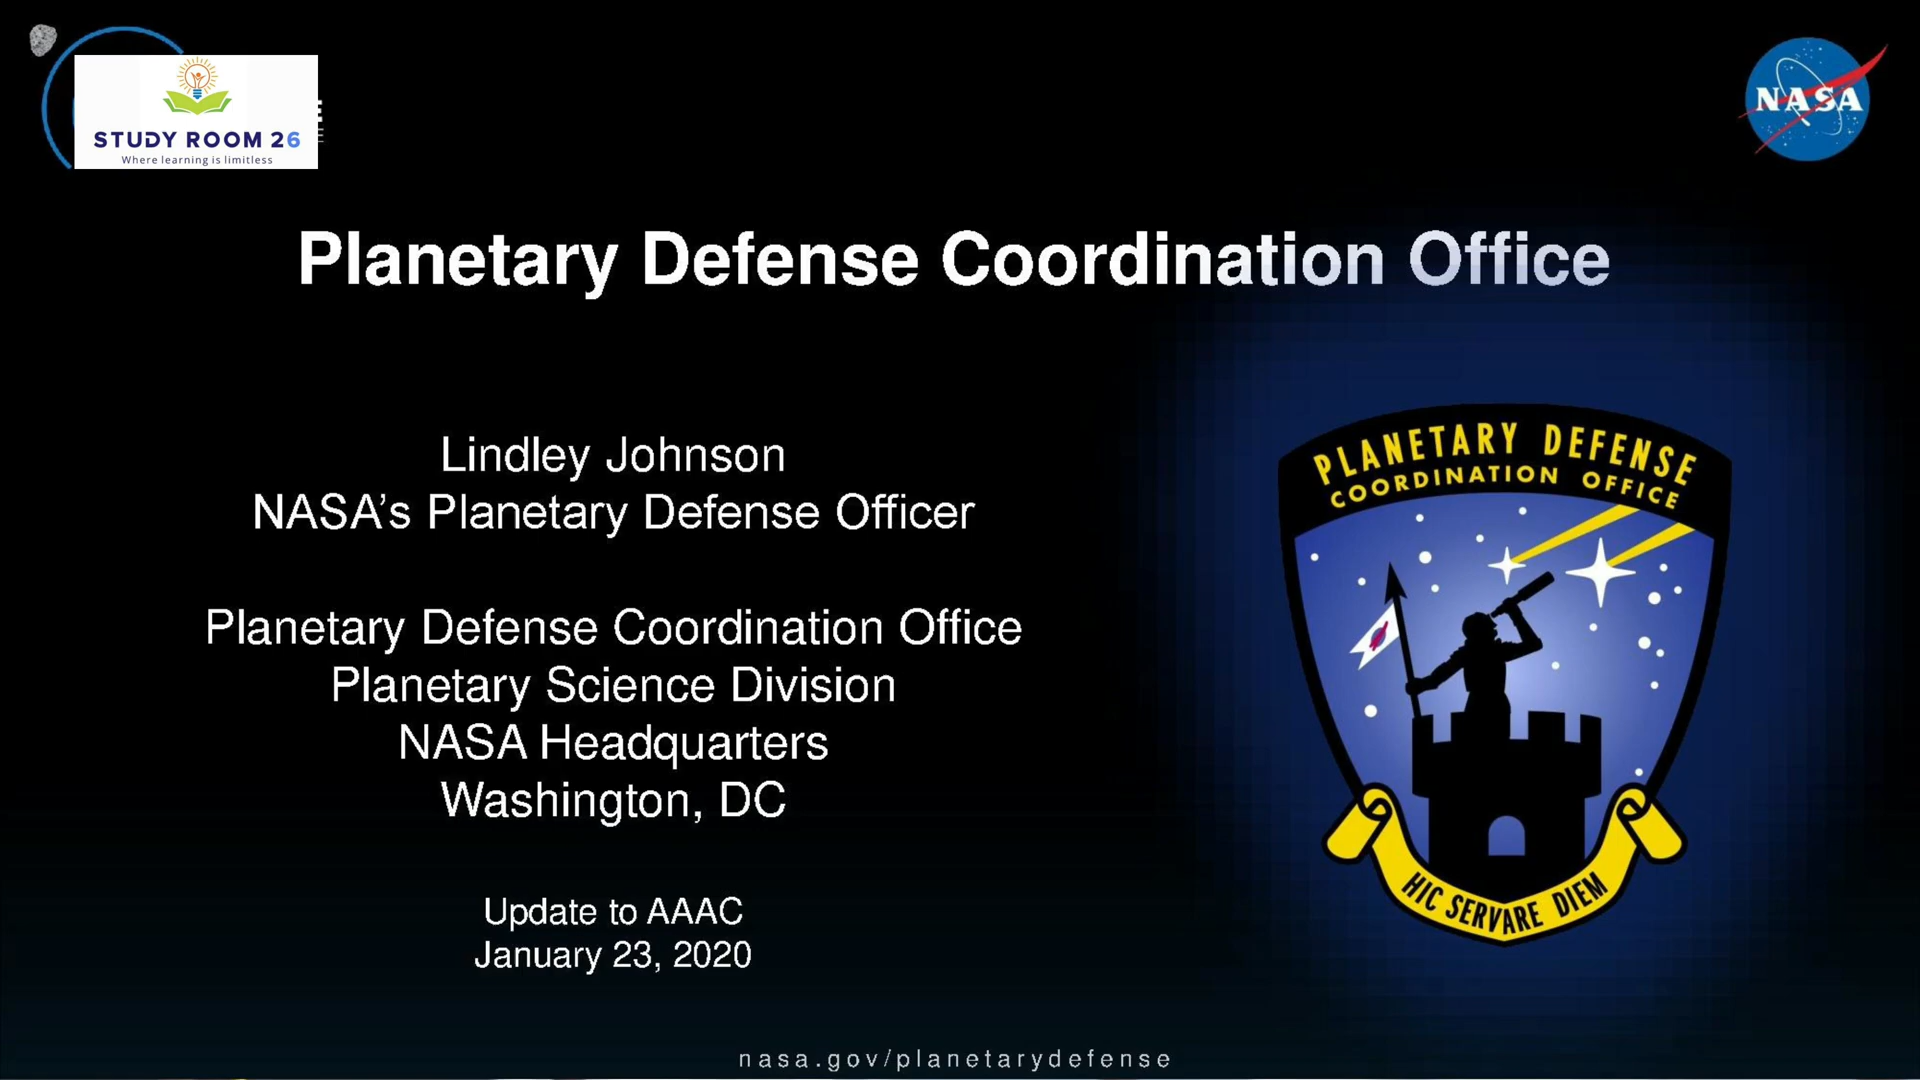 STUDY ROOM 26
Where learning is limitless
NASA
Planetary Defense Coordination Office
Lindley Johnson
NASA's Planetary Defense Officer
Planetary Defense Coordination Office
Planetary Science Division
NASA Headquarters
Washington, DC
Update to AAAC
January 23, 2020
PLANETARY DEFENSE
COORDINATION OFFICE
HIC SERVARE DIEM
nasa.gov/planetarydefense